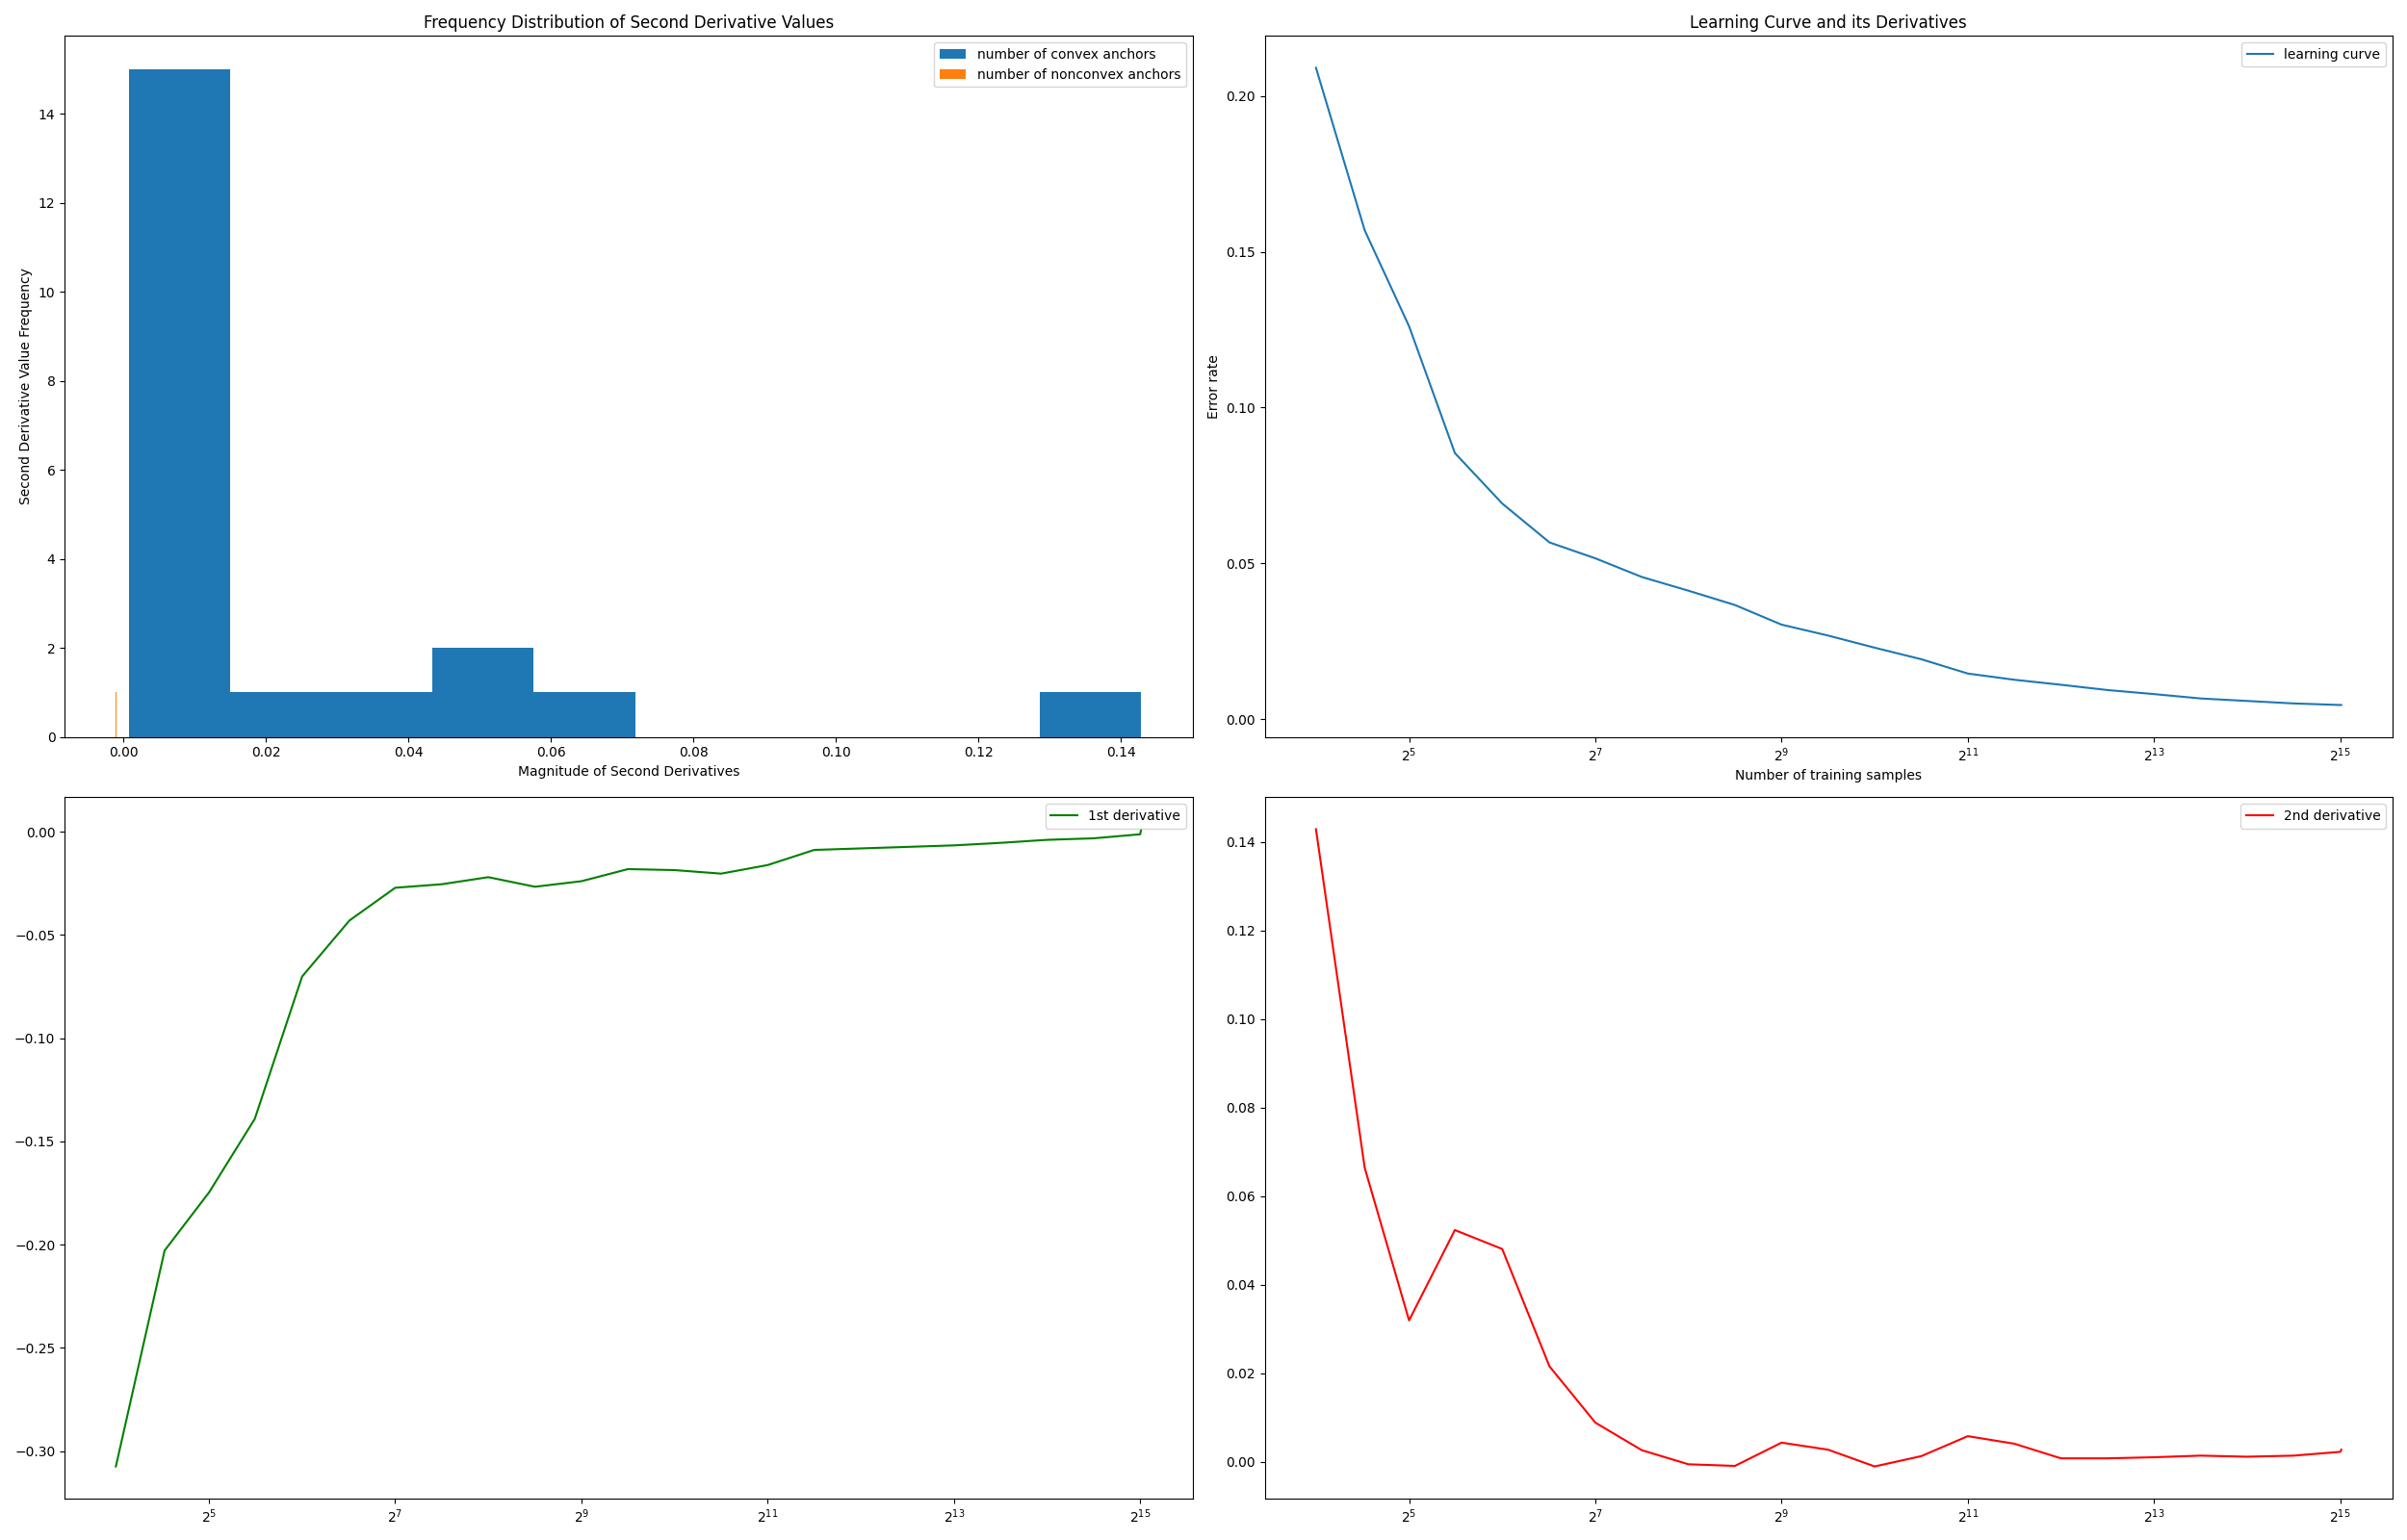 Frequency Distribution of Second Derivative Values
number of convex anchors
number of nonconvex anchors
Second Derivative Value Frequency
14
12
10
8
6
4
2
0
0.00 0.02 0.04 0.06 0.08 0.10 0.12 0.14
Magnitude of Second Derivatives
Learning Curve and its Derivatives
learning curve
Error rate
0.20
0.15
0.10
0.05
0.00
2^5 2^7 2^9 2^11 2^13 2^15
Number of training samples
1st derivative
0.00
−0.05
−0.10
−0.15
−0.20
−0.25
−0.30
2^5 2^7 2^9 2^11 2^13 2^15
2nd derivative
0.14
0.12
0.10
0.08
0.06
0.04
0.02
0.00
2^5 2^7 2^9 2^11 2^13 2^15